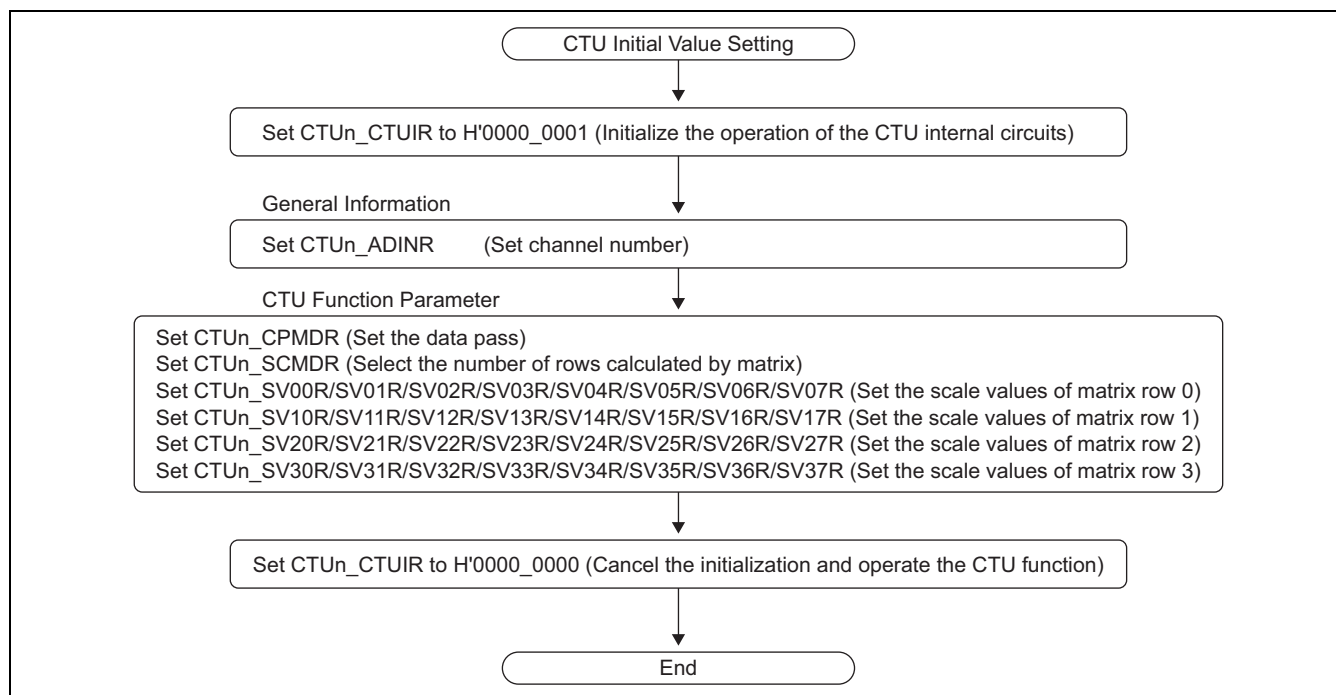 CTU Initial Value Setting
Set CTUn_CTUIR to H'0000_0001 (Initialize the operation of the CTU internal circuits)
General Information
Set CTUn_ADINR (Set channel number)
CTU Function Parameter
Set CTUn_CPMDR (Set the data pass)
Set CTUn_SCMDR (Select the number of rows calculated by matrix)
Set CTUn_SV00R/SV01R/SV02R/SV03R/SV04R/SV05R/SV06R/SV07R (Set the scale values of matrix row 0)
Set CTUn_SV10R/SV11R/SV12R/SV13R/SV14R/SV15R/SV16R/SV17R (Set the scale values of matrix row 1)
Set CTUn_SV20R/SV21R/SV22R/SV23R/SV24R/SV25R/SV26R/SV27R (Set the scale values of matrix row 2)
Set CTUn_SV30R/SV31R/SV32R/SV33R/SV34R/SV35R/SV36R/SV37R (Set the scale values of matrix row 3)
Set CTUn_CTUIR to H'0000_0000 (Cancel the initialization and operate the CTU function)
End